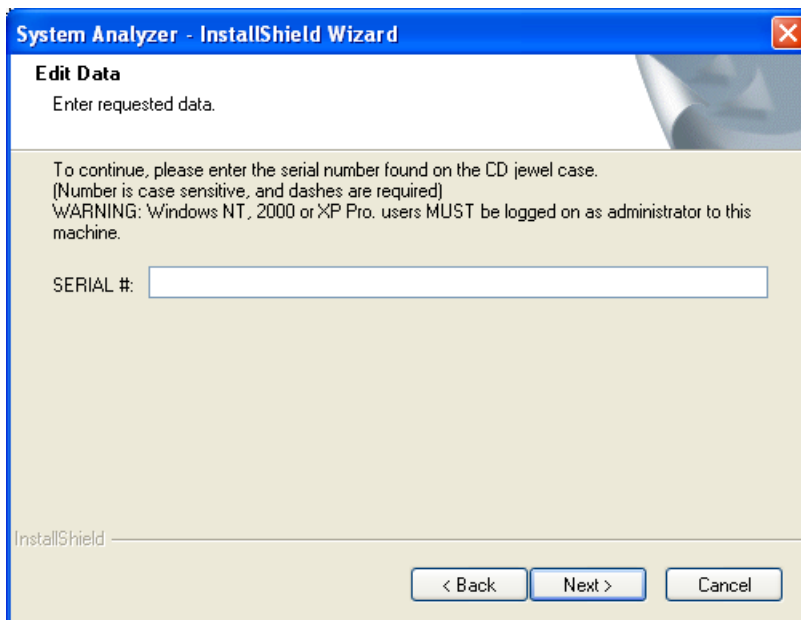 System Analyzer - InstallShield Wizard
Edit Data
Enter requested data.
To continue, please enter the serial number found on the CD jewel case.
(Number is case sensitive, and dashes are required)
WARNING: Windows NT, 2000 or XP Pro. users MUST be logged on as administrator to this
machine.
SERIAL #:
InstallShield
< Back Next > Cancel